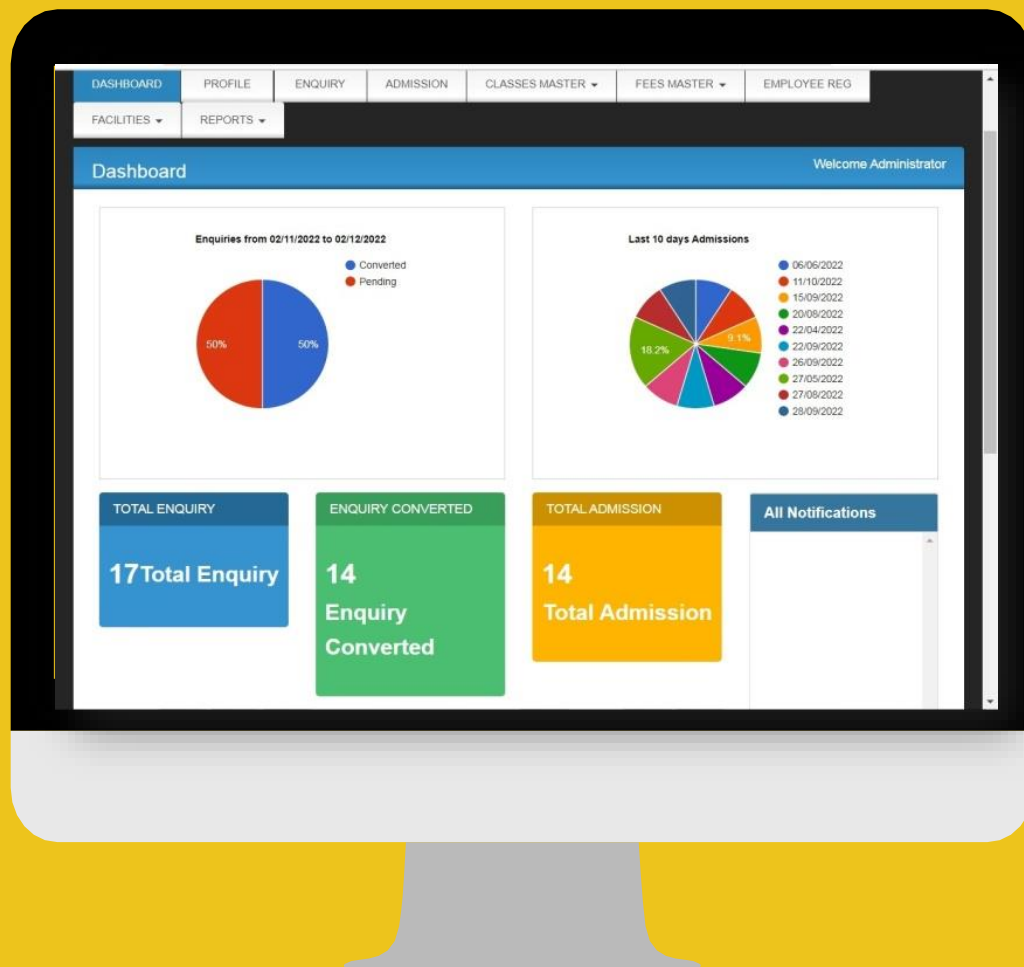 DASHBOARD PROFILE ENQUIRY ADMISSION CLASSES MASTER FEES MASTER EMPLOYEE REG
FACILITIES REPORTS
Dashboard Welcome Administrator
Enquiries from 02/11/2022 to 02/12/2022
Converted
Pending
50% 50%
Last 10 days Admissions
06/06/2022
11/10/2022
15/09/2022
20/08/2022
22/04/2022
22/09/2022
26/09/2022
27/05/2022
27/08/2022
28/09/2022
9.1%
18.2%
TOTAL ENQUIRY
17Total Enquiry
ENQUIRY CONVERTED
14
Enquiry
Converted
TOTAL ADMISSION
14
Total Admission
All Notifications